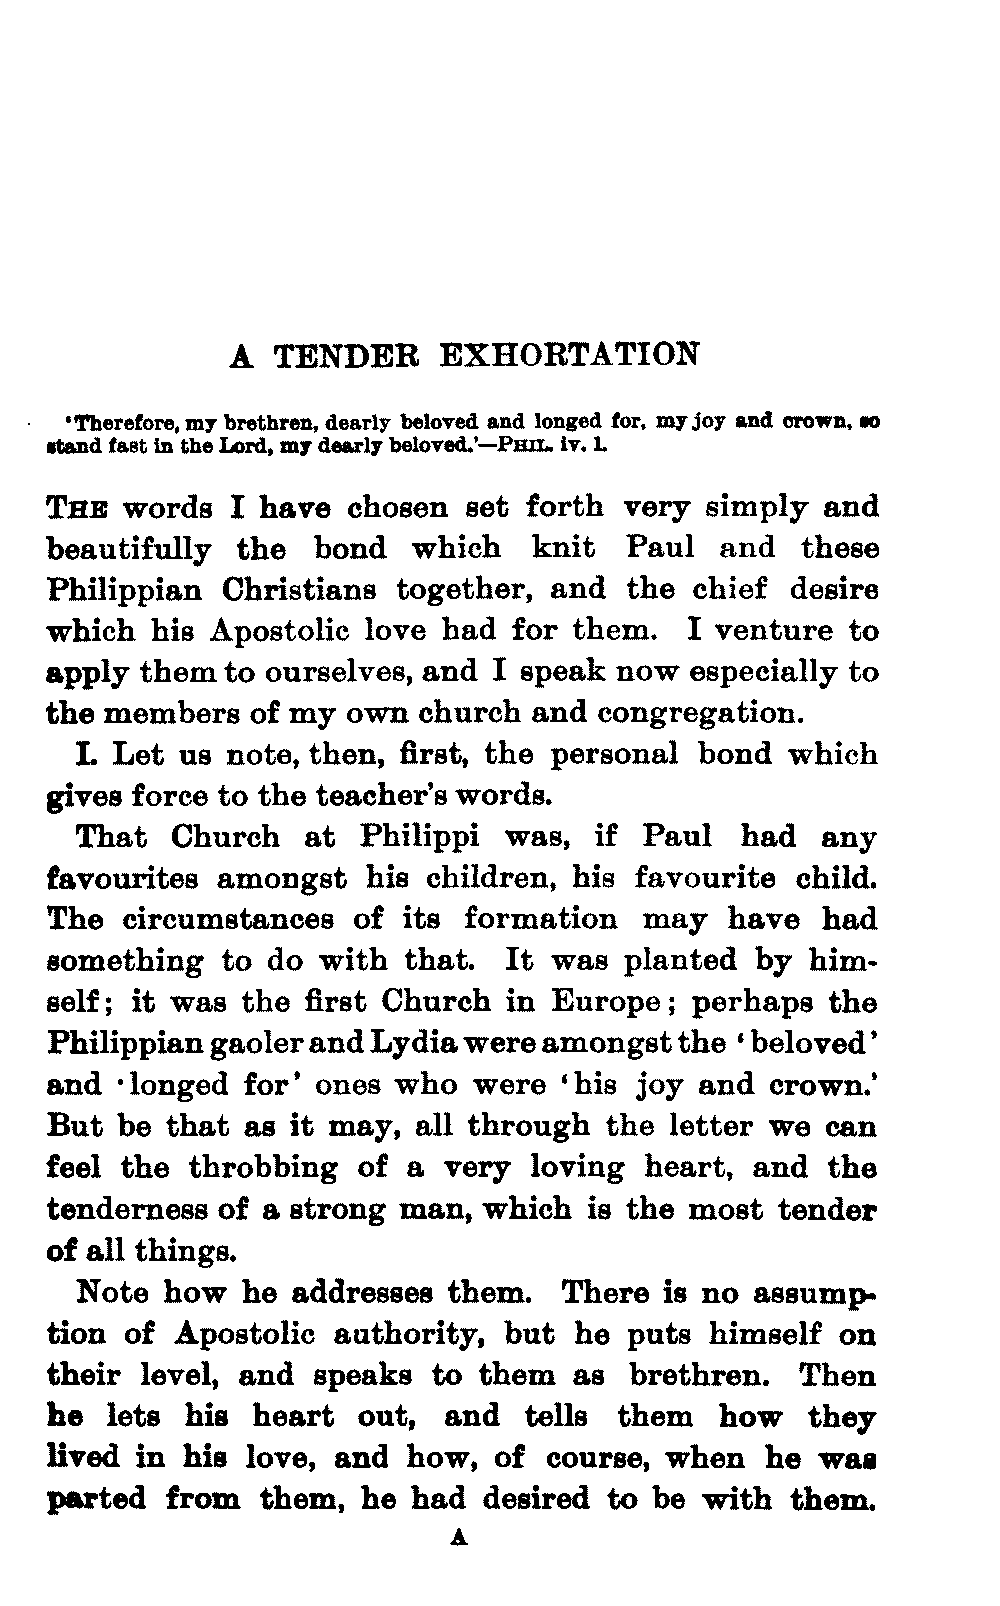 A TENDER EXHORTATION
'Therefore, my brethren, dearly beloved and longed for, my joy and crown, so
stand fast in the Lord, my dearly beloved.'—PHIL. iv. 1.
THE words I have chosen set forth very simply and
beautifully the bond which knit Paul and these
Philippian Christians together, and the chief desire
which his Apostolic love had for them. I venture to
apply them to ourselves, and I speak now especially to
the members of my own church and congregation.
I. Let us note, then, first, the personal bond which
gives force to the teacher's words.
That Church at Philippi was, if Paul had any
favourites amongst his children, his favourite child.
The circumstances of its formation may have had
something to do with that. It was planted by him-
self; it was the first Church in Europe; perhaps the
Philippian gaoler and Lydia were amongst the 'beloved'
and 'longed for' ones who were 'his joy and crown.'
But be that as it may, all through the letter we can
feel the throbbing of a very loving heart, and the
tenderness of a strong man, which is the most tender
of all things.
Note how he addresses them. There is no assump-
tion of Apostolic authority, but he puts himself on
their level, and speaks to them as brethren. Then
he lets his heart out, and tells them how they
lived in his love, and how, of course, when he was
parted from them, he had desired to be with them.
A